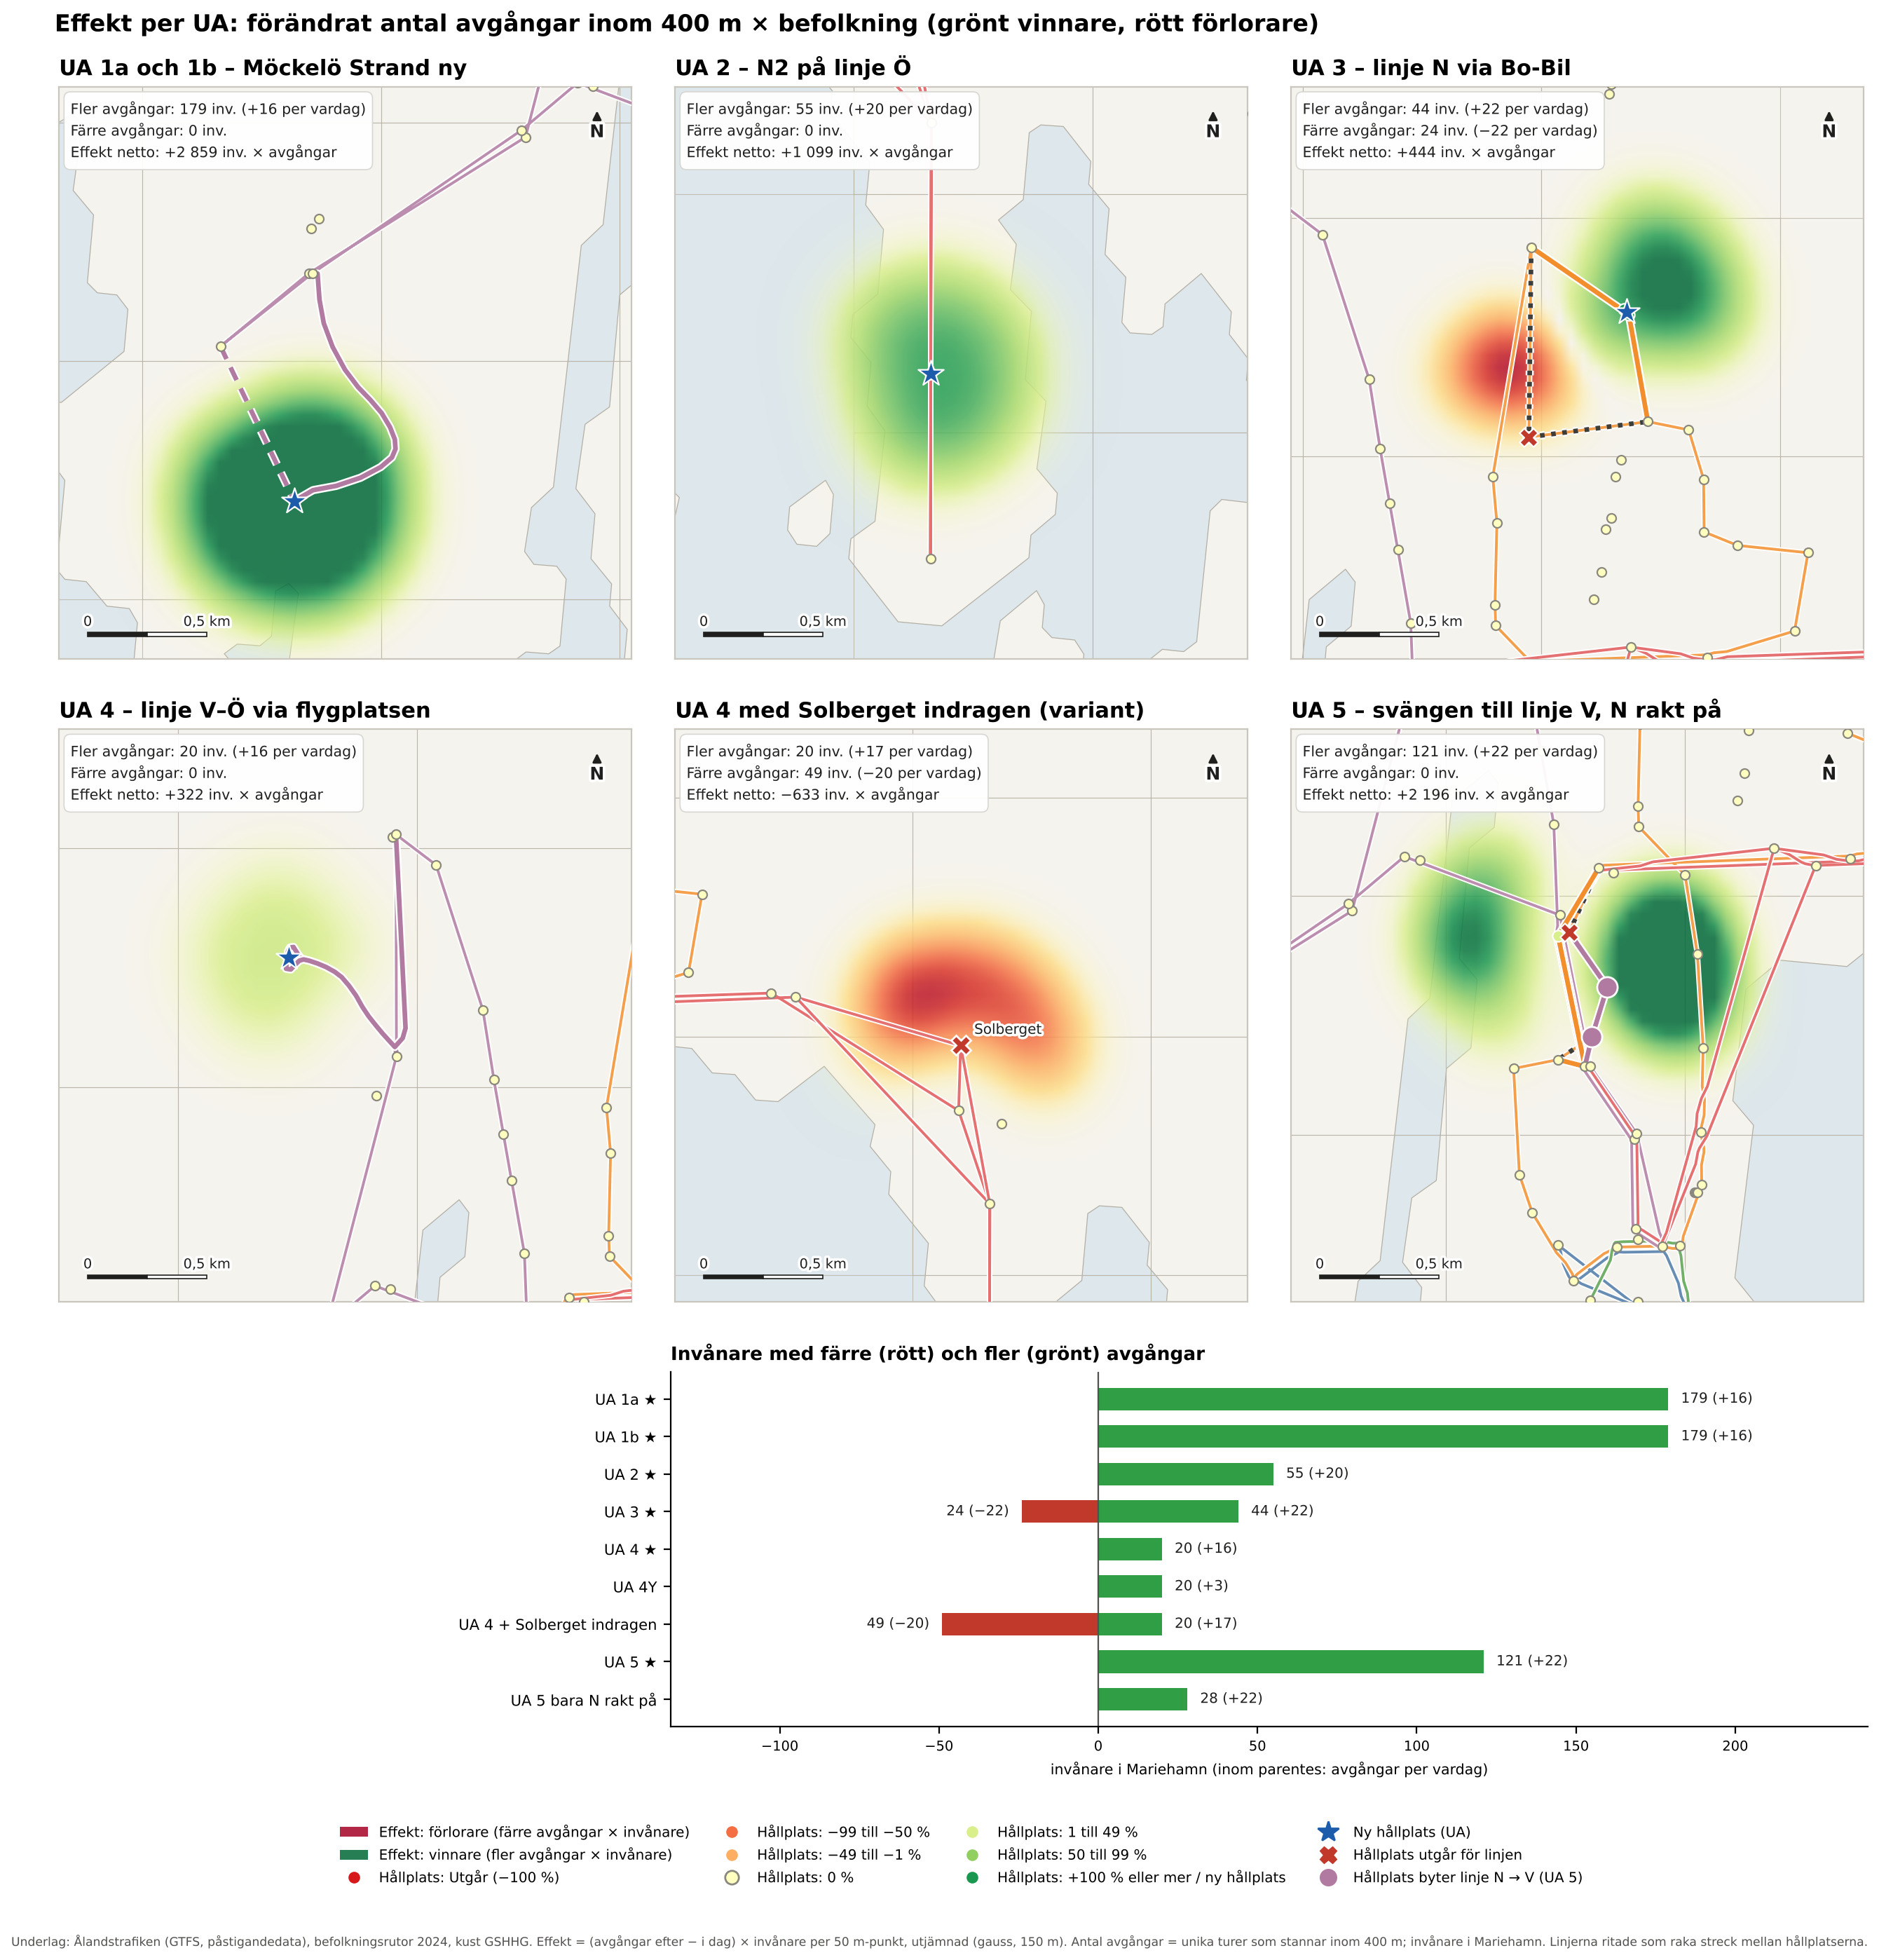 Effekt per UA: förändrat antal avgångar inom 400 m × befolkning (grönt vinnare, rött förlorare)
UA 1a och 1b – Möckelö Strand ny
Fler avgångar: 179 inv. (+16 per vardag)
Färre avgångar: 0 inv.
Effekt netto: +2 859 inv. × avgångar
N
0 0,5 km
UA 2 – N2 på linje Ö
Fler avgångar: 55 inv. (+20 per vardag)
Färre avgångar: 0 inv.
Effekt netto: +1 099 inv. × avgångar
N
0 0,5 km
UA 3 – linje N via Bo-Bil
Fler avgångar: 44 inv. (+22 per vardag)
Färre avgångar: 24 inv. (−22 per vardag)
Effekt netto: +444 inv. × avgångar
N
0 0,5 km
UA 4 – linje V–Ö via flygplatsen
Fler avgångar: 20 inv. (+16 per vardag)
Färre avgångar: 0 inv.
Effekt netto: +322 inv. × avgångar
N
0 0,5 km
UA 4 med Solberget indragen (variant)
Fler avgångar: 20 inv. (+17 per vardag)
Färre avgångar: 49 inv. (−20 per vardag)
Effekt netto: −633 inv. × avgångar
N
Solberget
0 0,5 km
UA 5 – svängen till linje V, N rakt på
Fler avgångar: 121 inv. (+22 per vardag)
Färre avgångar: 0 inv.
Effekt netto: +2 196 inv. × avgångar
N
0 0,5 km
Invånare med färre (rött) och fler (grönt) avgångar
UA 1a ★ 179 (+16)
UA 1b ★ 179 (+16)
UA 2 ★ 55 (+20)
UA 3 ★ 24 (−22) 44 (+22)
UA 4 ★ 20 (+16)
UA 4Y 20 (+3)
UA 4 + Solberget indragen 49 (−20) 20 (+17)
UA 5 ★ 121 (+22)
UA 5 bara N rakt på 28 (+22)
−100 −50 0 50 100 150 200
invånare i Mariehamn (inom parentes: avgångar per vardag)
Effekt: förlorare (färre avgångar × invånare)
Effekt: vinnare (fler avgångar × invånare)
Hållplats: Utgår (−100 %)
Hållplats: −99 till −50 %
Hållplats: −49 till −1 %
Hållplats: 0 %
Hållplats: 1 till 49 %
Hållplats: 50 till 99 %
Hållplats: +100 % eller mer / ny hållplats
Ny hållplats (UA)
Hållplats utgår för linjen
Hållplats byter linje N → V (UA 5)
Underlag: Ålandstrafiken (GTFS, påstigandedata), befolkningsrutor 2024, kust GSHHG. Effekt = (avgångar efter − i dag) × invånare per 50 m-punkt, utjämnad (gauss, 150 m). Antal avgångar = unika turer som stannar inom 400 m; invånare i Mariehamn. Linjerna ritade som raka streck mellan hållplatserna.